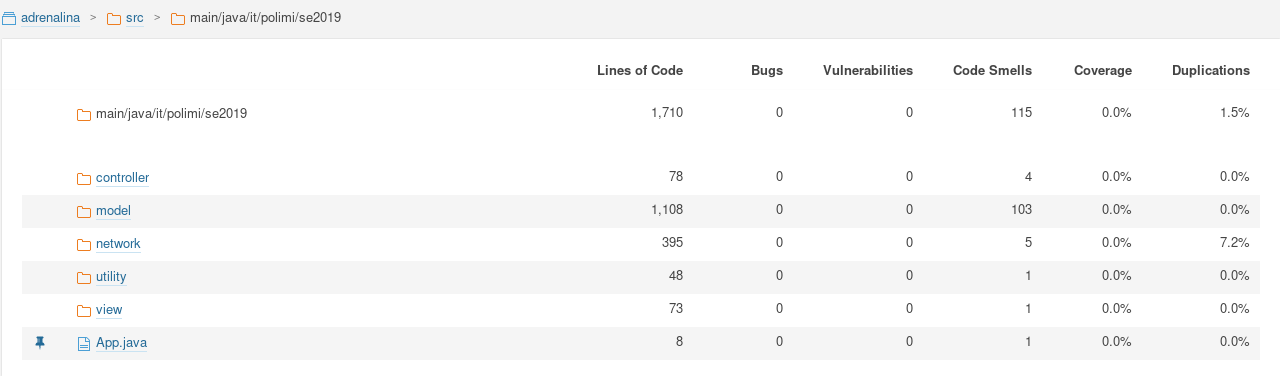 adrenalina > src > main/java/it/polimi/se2019
Lines of Code Bugs Vulnerabilities Code Smells Coverage Duplications
main/java/it/polimi/se2019 1,710 0 0 115 0.0% 1.5%
controller 78 0 0 4 0.0% 0.0%
model 1,108 0 0 103 0.0% 0.0%
network 395 0 0 5 0.0% 7.2%
utility 48 0 0 1 0.0% 0.0%
view 73 0 0 1 0.0% 0.0%
App.java 8 0 0 1 0.0% 0.0%